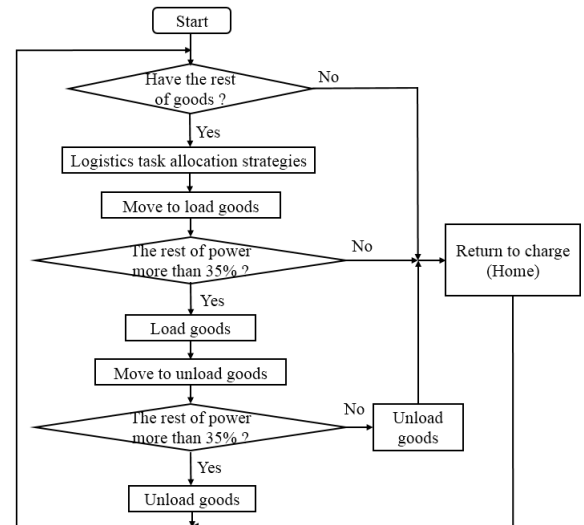 Start
Have the rest
of goods ?
No
Yes
Logistics task allocation strategies
Move to load goods
The rest of power
more than 35% ?
No
Return to charge
(Home)
Yes
Load goods
Move to unload goods
The rest of power
more than 35% ?
No
Unload
goods
Yes
Unload goods